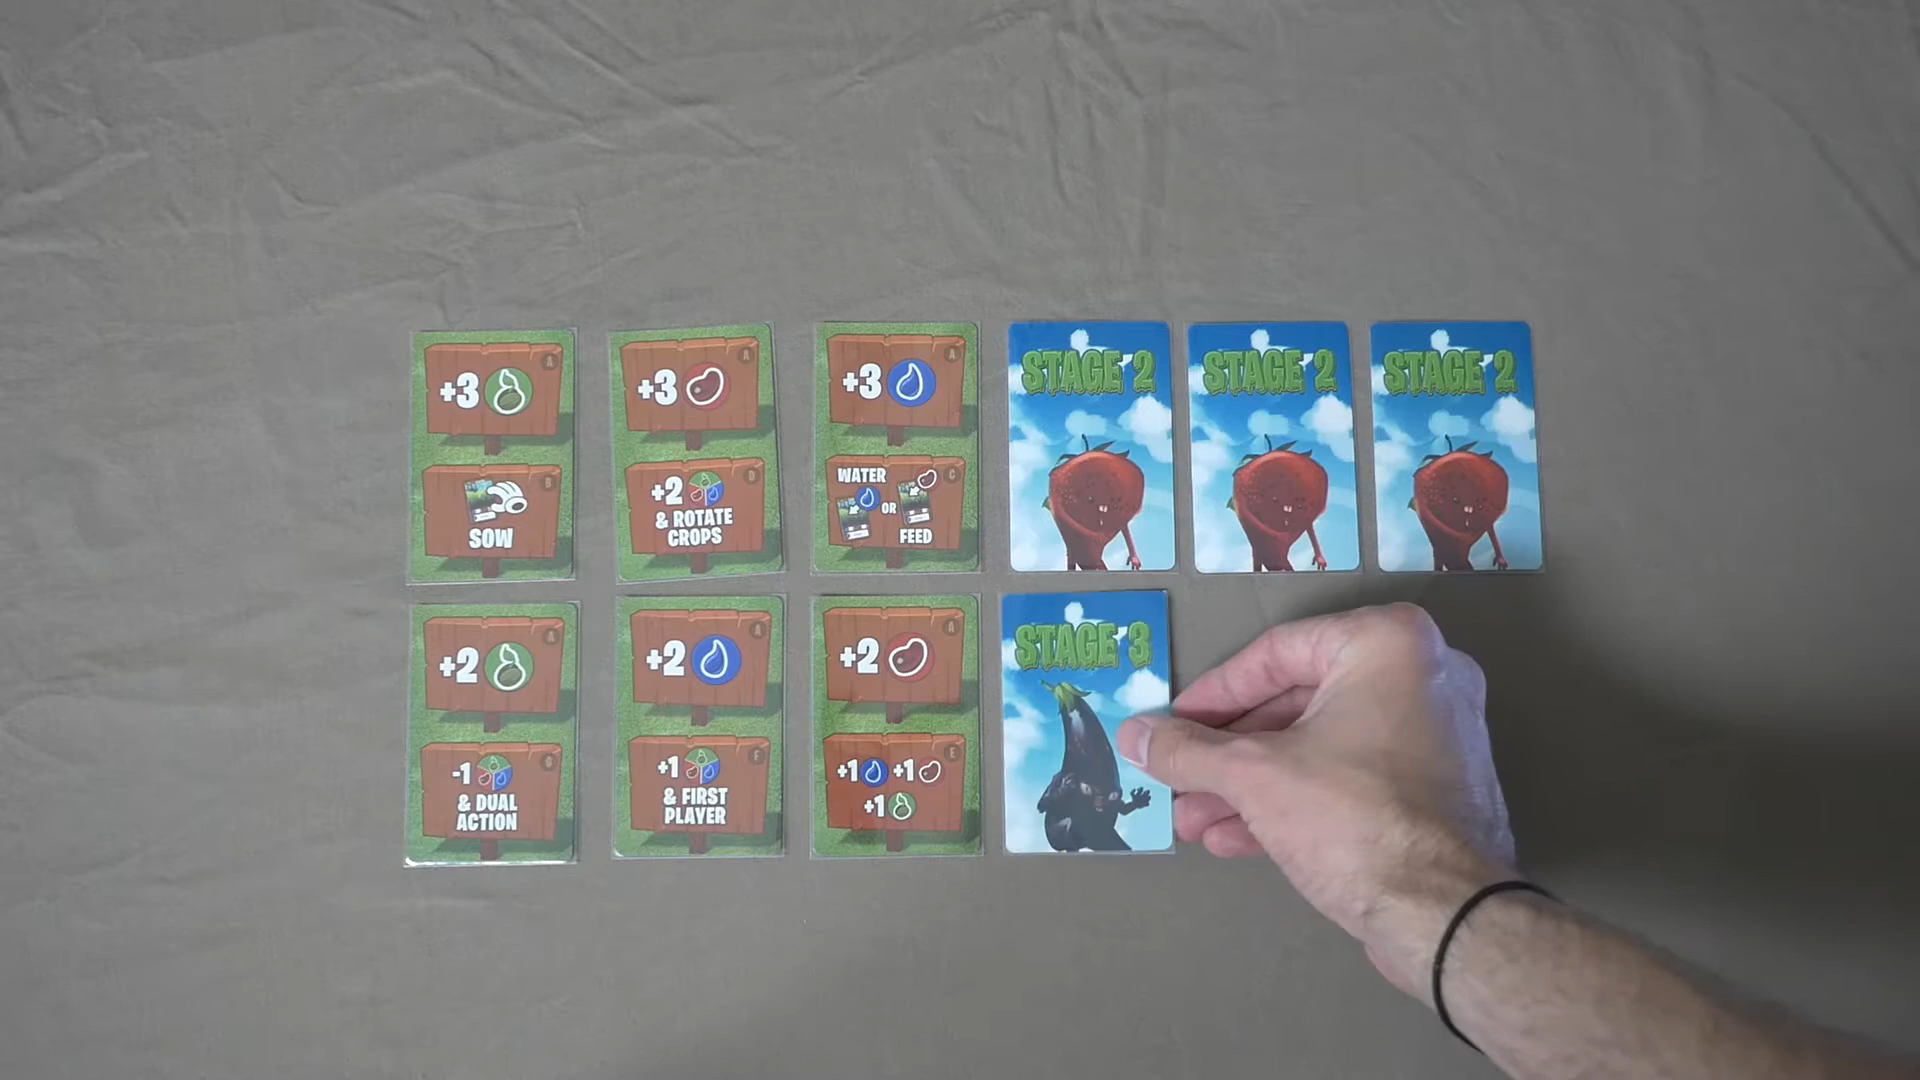 A
+3
B
SOW
A
+3
D
+2
& ROTATE
CROPS
A
+3
C
WATER
OR
FEED
STAGE 2
STAGE 2
STAGE 2
A
+2
G
-1
& DUAL
ACTION
A
+2
F
+1
& FIRST
PLAYER
A
+2
E
+1 +1
+1
STAGE 3